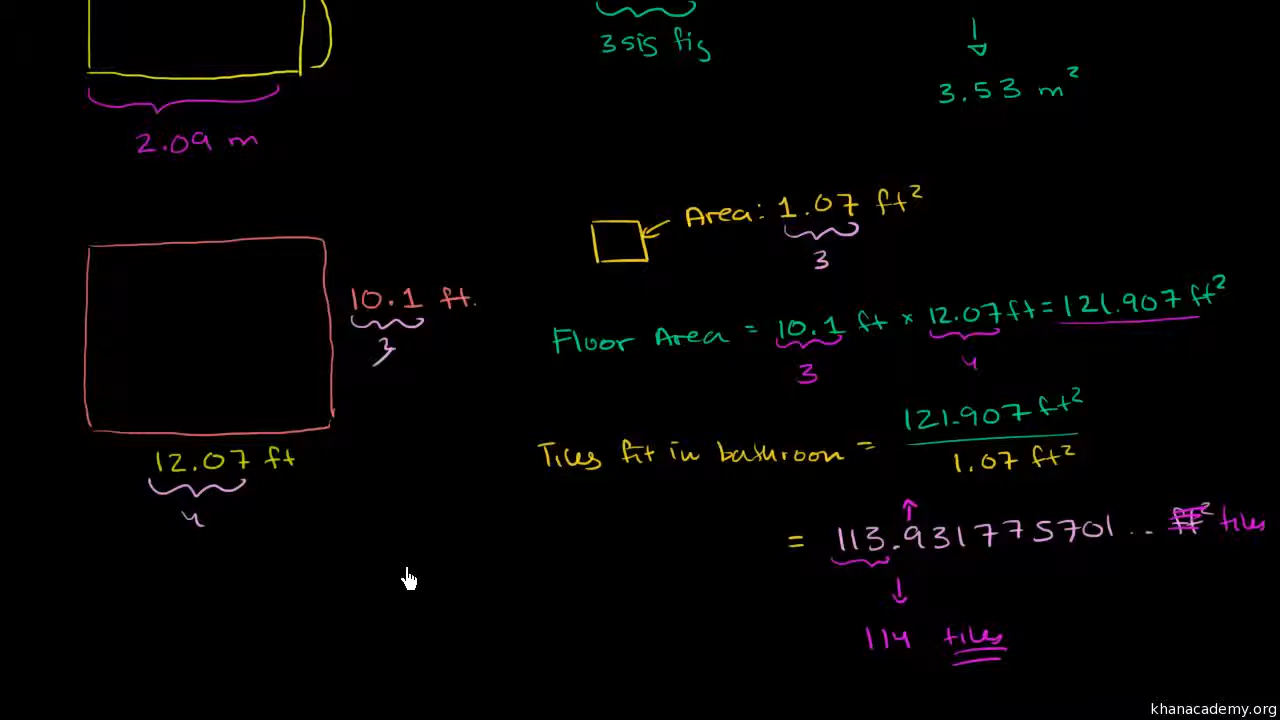 3 sig fig
3.53 m²
2.09 m
Area: 1.07 ft²
3
10.1 ft.
3
Floor Area = 10.1 ft × 12.07 ft = 121.907 ft²
3
4
12.07 ft
4
121.907 ft²
Tiles fit in bathroom =
1.07 ft²
= 113.931775701... ft² tiles
114 tiles
khanacademy.org